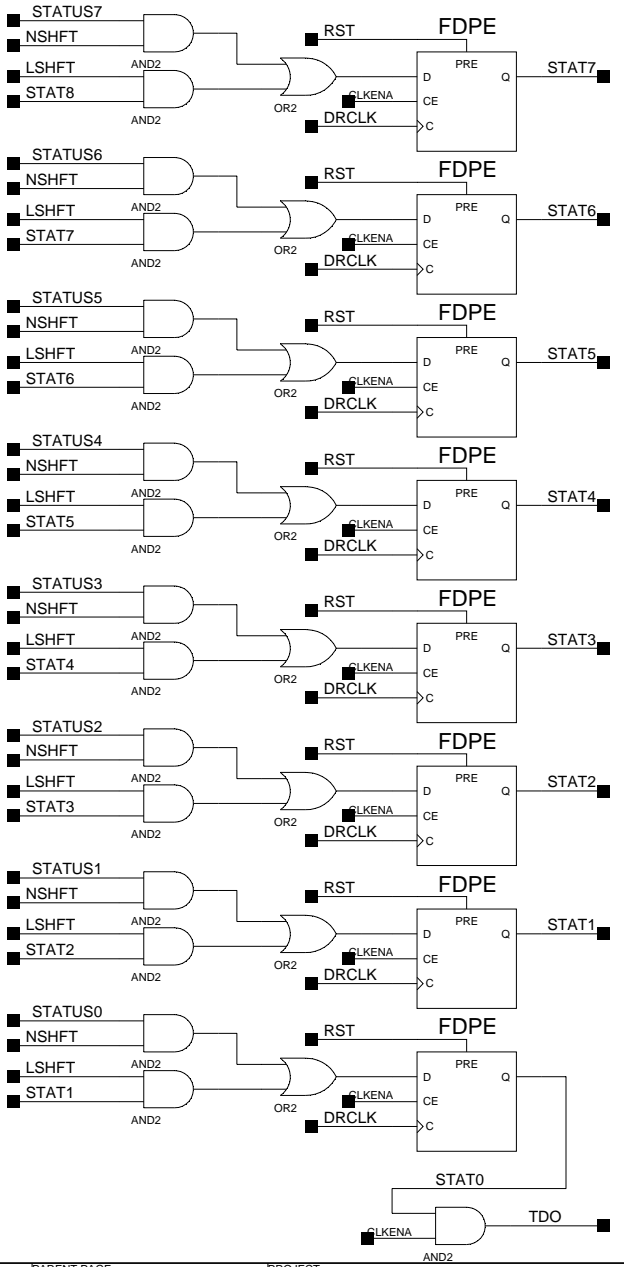 STATUS7
RST
FDPE
NSHFT
PRE
AND2
LSHFT
D
Q
STAT7
STAT8
OR2
CLKENA
CE
AND2
DRCLK
C
STATUS6
RST
FDPE
NSHFT
PRE
AND2
LSHFT
D
Q
STAT6
STAT7
OR2
CLKENA
CE
AND2
DRCLK
C
STATUS5
RST
FDPE
NSHFT
PRE
AND2
LSHFT
D
Q
STAT5
STAT6
OR2
CLKENA
CE
AND2
DRCLK
C
STATUS4
RST
FDPE
NSHFT
PRE
AND2
LSHFT
D
Q
STAT4
STAT5
OR2
CLKENA
CE
AND2
DRCLK
C
STATUS3
RST
FDPE
NSHFT
PRE
AND2
LSHFT
D
Q
STAT3
STAT4
OR2
CLKENA
CE
AND2
DRCLK
C
STATUS2
RST
FDPE
NSHFT
PRE
AND2
LSHFT
D
Q
STAT2
STAT3
OR2
CLKENA
CE
AND2
DRCLK
C
STATUS1
RST
FDPE
NSHFT
PRE
AND2
LSHFT
D
Q
STAT1
STAT2
OR2
CLKENA
CE
AND2
DRCLK
C
STATUS0
RST
FDPE
NSHFT
PRE
AND2
LSHFT
D
Q
STAT1
OR2
CLKENA
CE
AND2
DRCLK
C
STAT0
TDO
CLKENA
AND2
PARENT PAGE
PROJECT